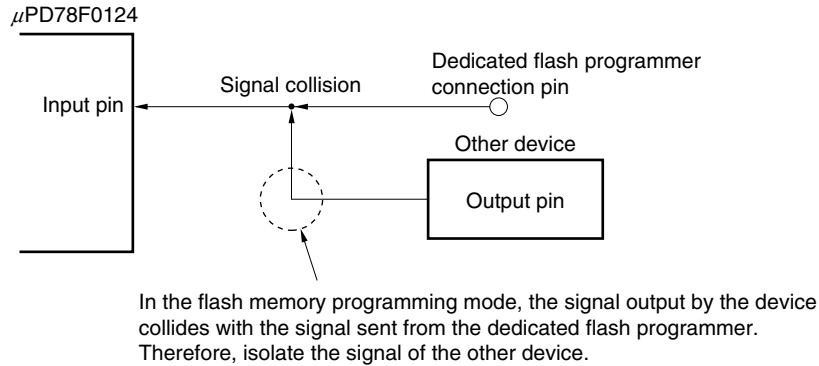 μPD78F0124
Dedicated flash programmer
connection pin
Signal collision
Input pin
Other device
Output pin
In the flash memory programming mode, the signal output by the device
collides with the signal sent from the dedicated flash programmer.
Therefore, isolate the signal of the other device.